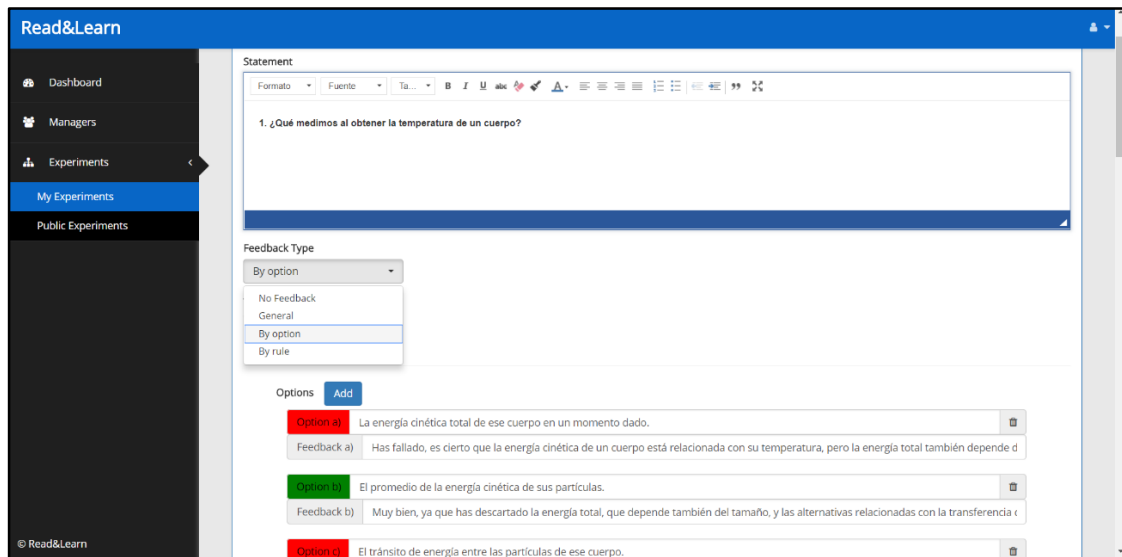 Read&Learn
Dashboard
Managers
Experiments
My Experiments
Public Experiments
© Read&Learn
Statement
Formato Fuente Ta... B I U abc A
1. ¿Qué medimos al obtener la temperatura de un cuerpo?
Feedback Type
By option
No Feedback
General
By option
By rule
Options Add
Option a) La energía cinética total de ese cuerpo en un momento dado.
Feedback a) Has fallado, es cierto que la energía cinética de un cuerpo está relacionada con su temperatura, pero la energía total también depende d
Option b) El promedio de la energía cinética de sus partículas.
Feedback b) Muy bien, ya que has descartado la energía total, que depende también del tamaño, y las alternativas relacionadas con la transferencia
Option c) El tránsito de energía entre las partículas de ese cuerpo.